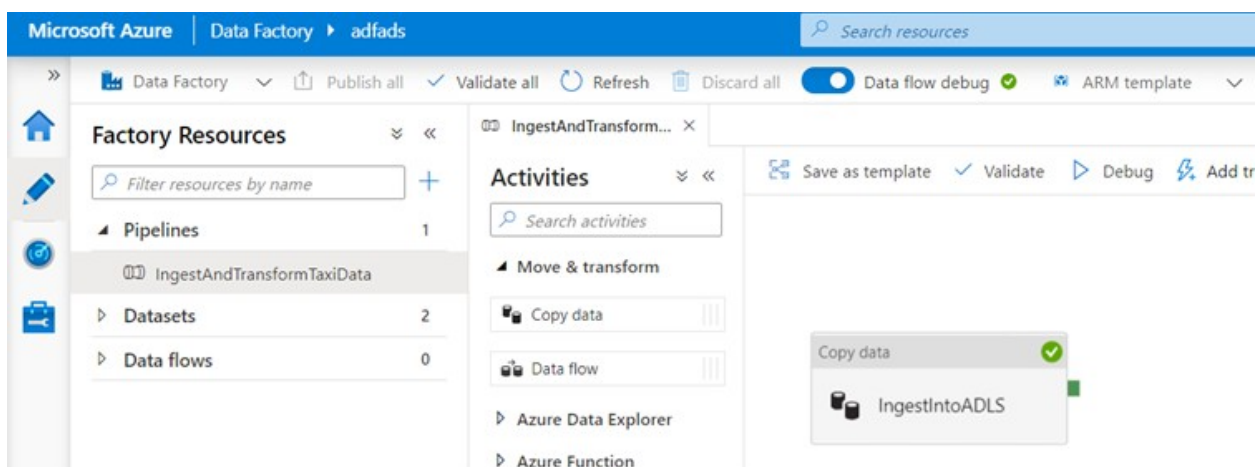 Microsoft Azure Data Factory adfads Search resources
Data Factory Publish all Validate all Refresh Discard all Data flow debug ARM template
Factory Resources
Filter resources by name
Pipelines 1
IngestAndTransformTaxiData
Datasets 2
Data flows 0
IngestAndTransform...
Activities
Search activities
Move & transform
Copy data
Data flow
Azure Data Explorer
Azure Function
Save as template Validate Debug Add tr
Copy data
IngestIntoADLS